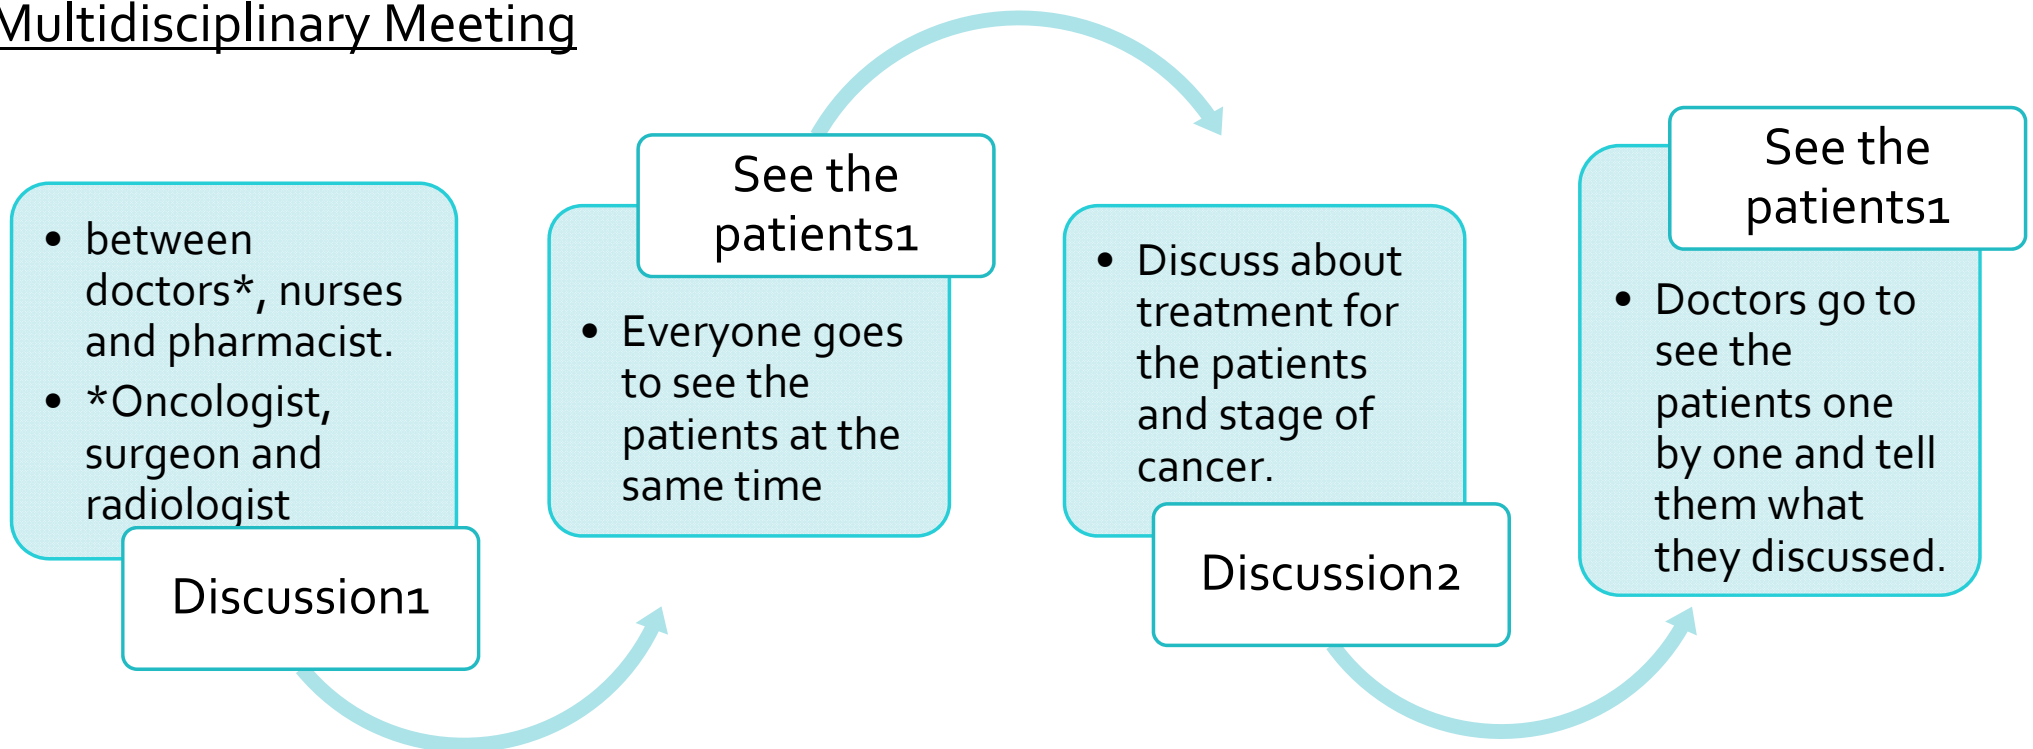 Multidisciplinary Meeting
• between
doctors*, nurses
and pharmacist.
• *Oncologist,
surgeon and
radiologist
Discussion1
See the
patients1
• Everyone goes
to see the
patients at the
same time
• Discuss about
treatment for
the patients
and stage of
cancer.
Discussion2
See the
patients1
• Doctors go to
see the
patients one
by one and tell
them what
they discussed.